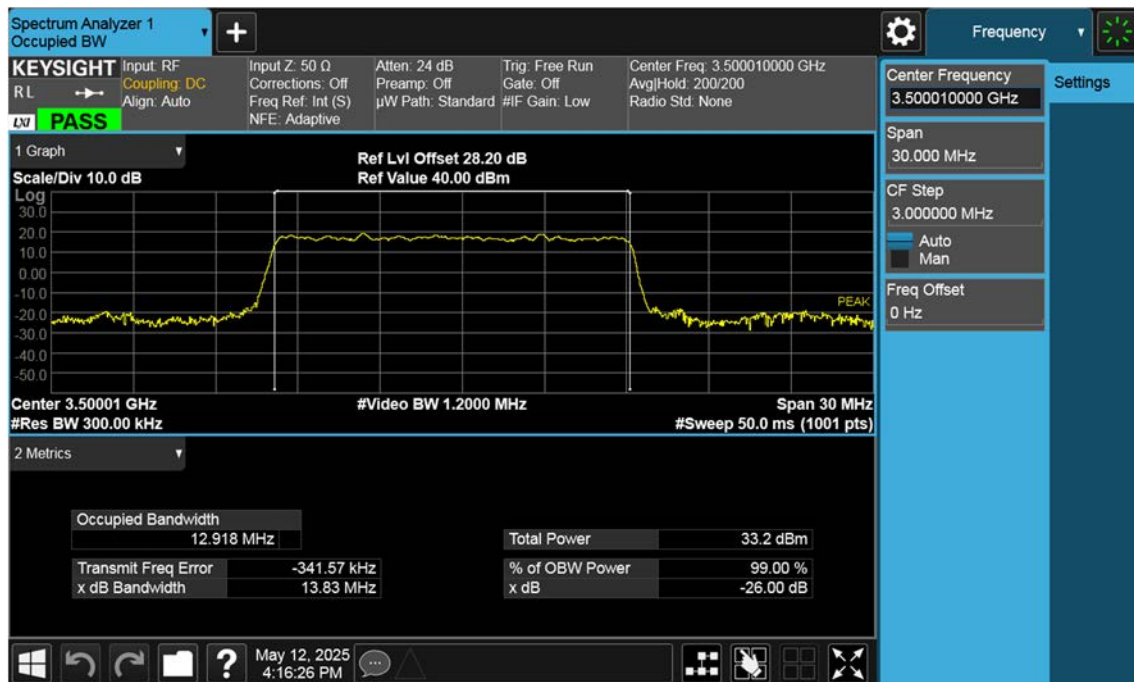 Spectrum Analyzer 1
Occupied BW
Frequency
KEYSIGHT
R L
LXI
PASS
Input: RF
Coupling: DC
Align: Auto
Input Z: 50 Ω
Corrections: Off
Freq Ref: Int (S)
NFE: Adaptive
Atten: 24 dB
Preamp: Off
µW Path: Standard
Trig: Free Run
Gate: Off
#IF Gain: Low
Center Freq: 3.500010000 GHz
Avg|Hold: 200/200
Radio Std: None
Center Frequency
3.500010000 GHz
Settings
Span
30.000 MHz
CF Step
3.000000 MHz
Auto
Man
Freq Offset
0 Hz
1 Graph
Scale/Div 10.0 dB
Ref Lvl Offset 28.20 dB
Ref Value 40.00 dBm
Log
30.0
20.0
10.0
0.00
-10.0
-20.0
-30.0
-40.0
-50.0
PEAK
Center 3.50001 GHz
#Res BW 300.00 kHz
#Video BW 1.2000 MHz
Span 30 MHz
#Sweep 50.0 ms (1001 pts)
2 Metrics
Occupied Bandwidth
12.918 MHz
Total Power 33.2 dBm
Transmit Freq Error -341.57 kHz
x dB Bandwidth 13.83 MHz
% of OBW Power 99.00 %
x dB -26.00 dB
?
May 12, 2025
4:16:26 PM